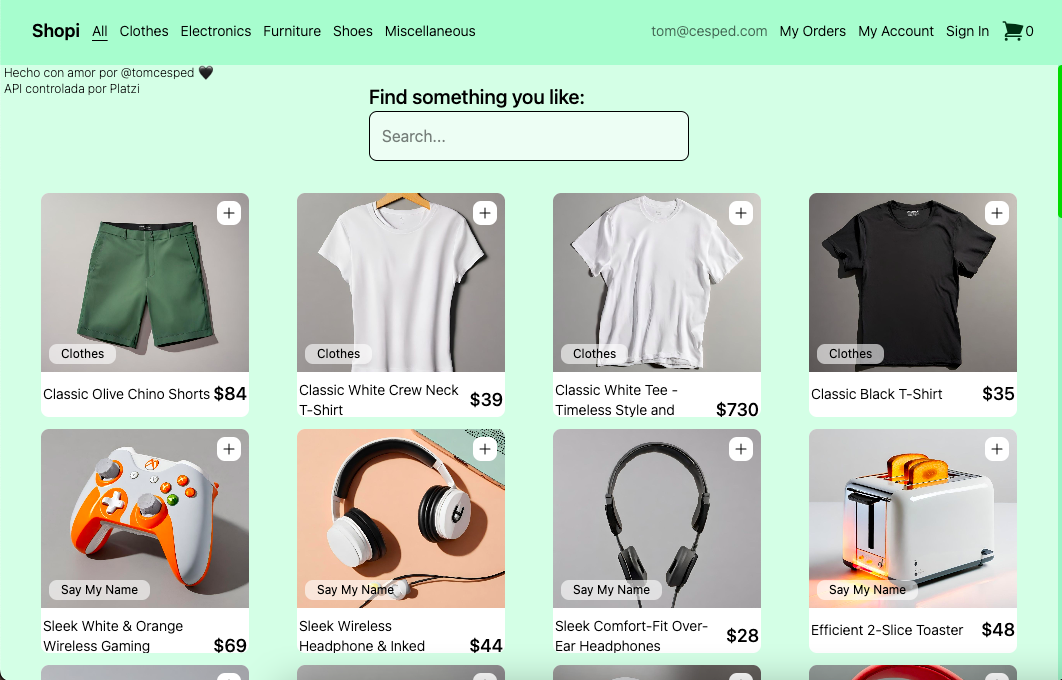 Shopi All Clothes Electronics Furniture Shoes Miscellaneous tom@cesped.com My Orders My Account Sign In 0
Hecho con amor por @tomcesped 🖤
API controlada por Platzi
Find something you like:
Search...
Clothes
Classic Olive Chino Shorts $84
Clothes
Classic White Crew Neck
T-Shirt $39
Clothes
Classic White Tee -
Timeless Style and $730
Clothes
Classic Black T-Shirt $35
Say My Name
Sleek White & Orange
Wireless Gaming $69
Say My Name
Sleek Wireless
Headphone & Inked $44
Say My Name
Sleek Comfort-Fit Over-
Ear Headphones $28
Say My Name
Efficient 2-Slice Toaster $48